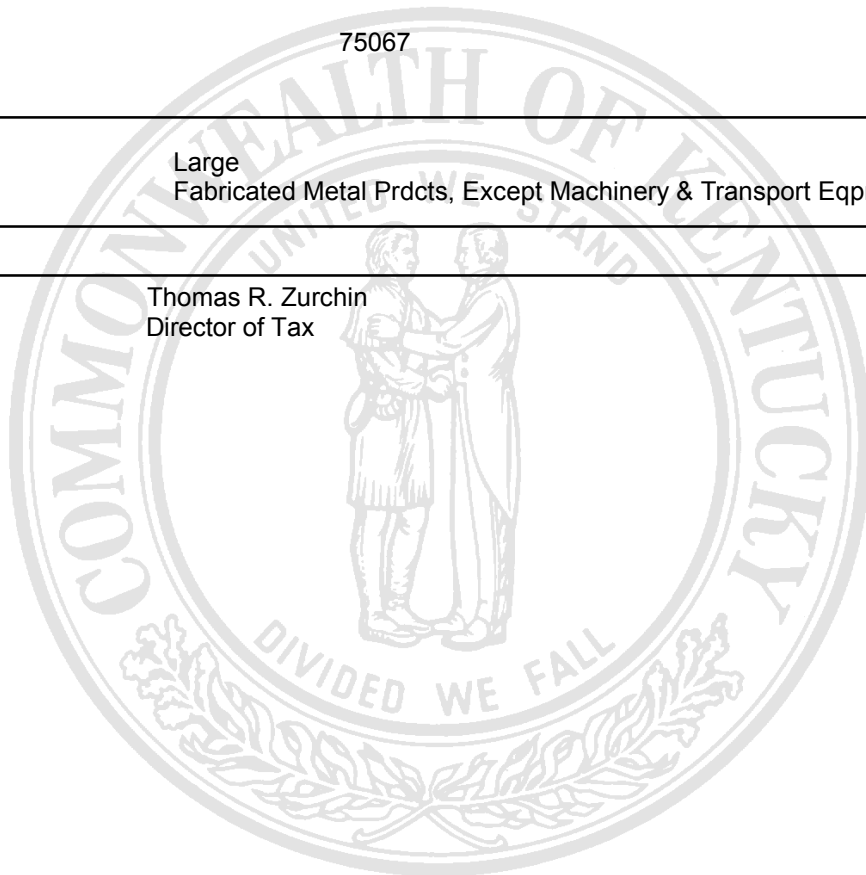 75067
Large
Fabricated Metal Prdcts, Except Machinery & Transport Eqp
Thomas R. Zurchin
Director of Tax
COMMONWEALTH OF KENTUCKY
UNITED WE STAND
DIVIDED WE FALL